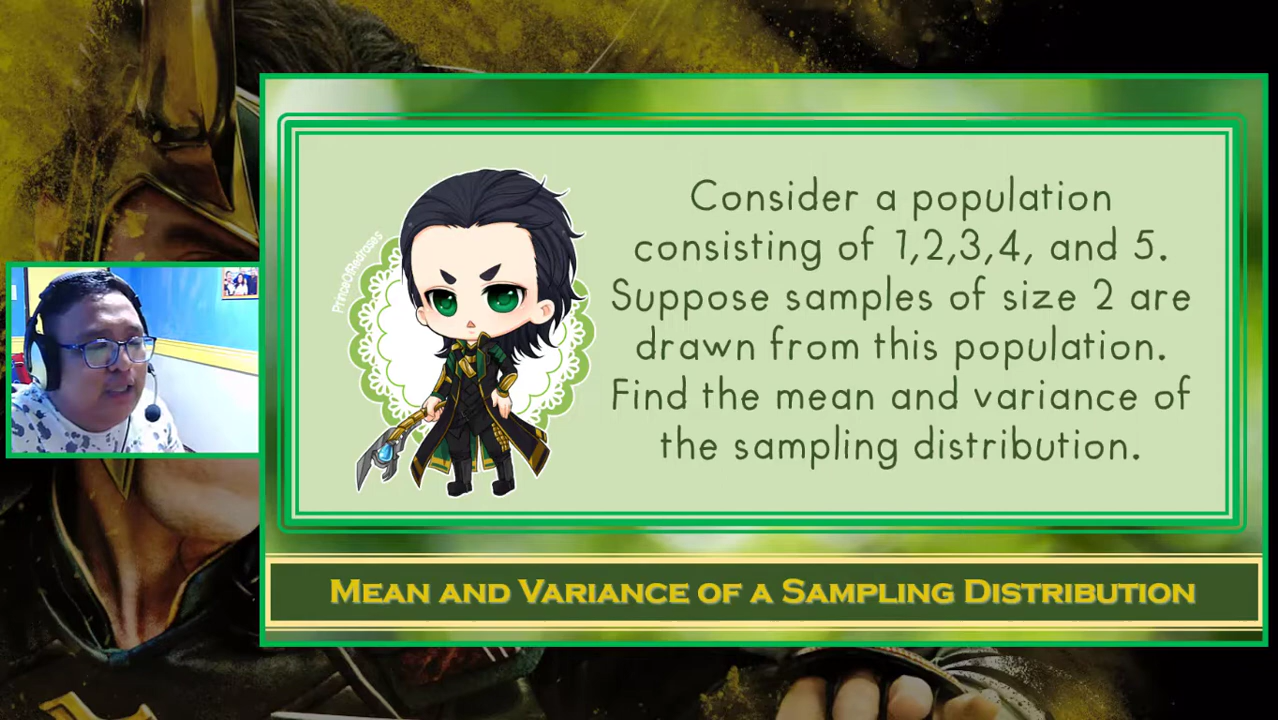 Consider a population
consisting of 1,2,3,4, and 5.
Suppose samples of size 2 are
drawn from this population.
Find the mean and variance of
the sampling distribution.
PrinceOfRedroses
Mean and Variance of a Sampling Distribution